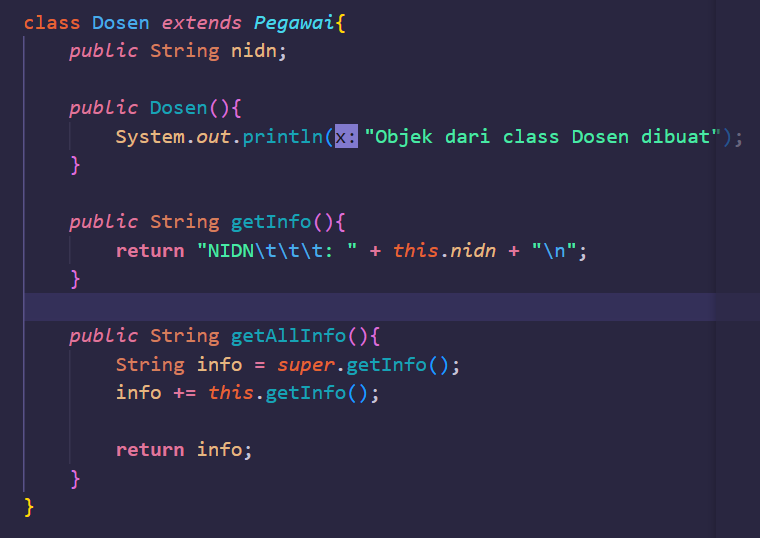 class Dosen extends Pegawai{
    public String nidn;

    public Dosen(){
        System.out.println(x: "Objek dari class Dosen dibuat");
    }

    public String getInfo(){
        return "NIDN\t\t\t: " + this.nidn + "\n";
    }

    public String getAllInfo(){
        String info = super.getInfo();
        info += this.getInfo();

        return info;
    }
}